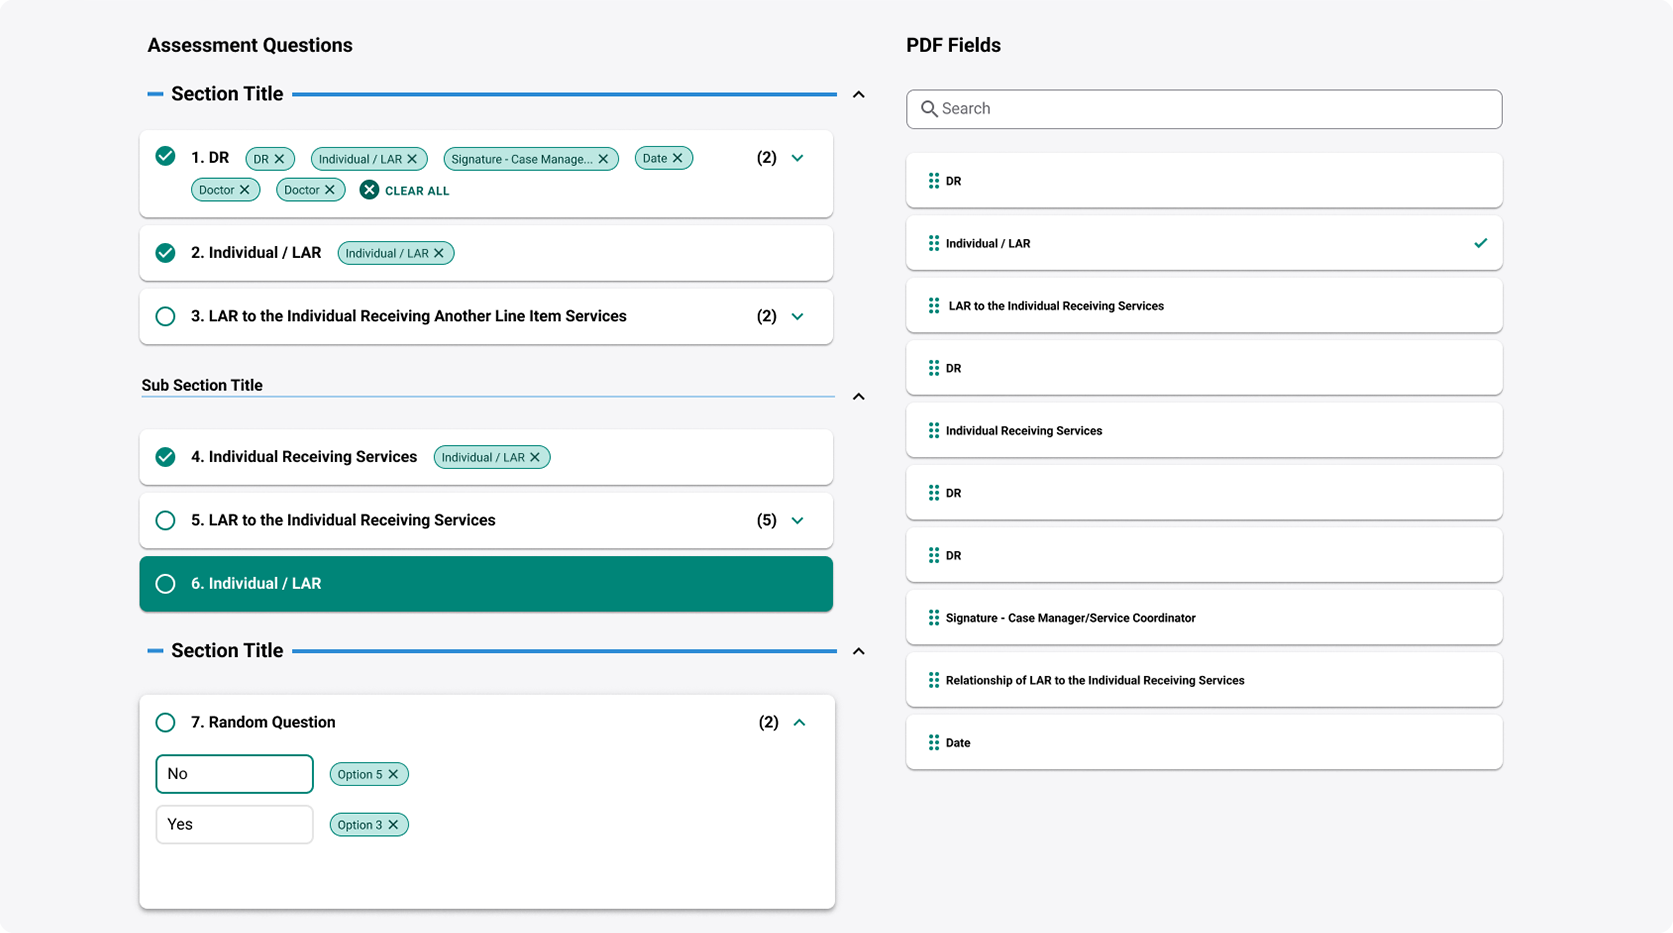 Assessment Questions
Section Title
1. DR DR Individual / LAR Signature - Case Manage... Date (2)
Doctor Doctor CLEAR ALL
2. Individual / LAR Individual / LAR
3. LAR to the Individual Receiving Another Line Item Services (2)
Sub Section Title
4. Individual Receiving Services Individual / LAR
5. LAR to the Individual Receiving Services (5)
6. Individual / LAR
Section Title
7. Random Question (2)
No Option 5
Yes Option 3
PDF Fields
Search
DR
Individual / LAR
LAR to the Individual Receiving Services
DR
Individual Receiving Services
DR
DR
Signature - Case Manager/Service Coordinator
Relationship of LAR to the Individual Receiving Services
Date